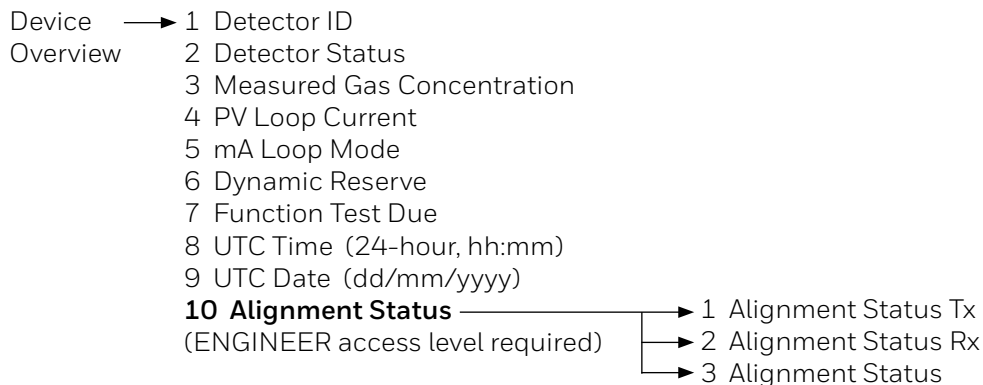 Device
Overview
1 Detector ID
2 Detector Status
3 Measured Gas Concentration
4 PV Loop Current
5 mA Loop Mode
6 Dynamic Reserve
7 Function Test Due
8 UTC Time (24-hour, hh:mm)
9 UTC Date (dd/mm/yyyy)
10 Alignment Status
(ENGINEER access level required)
1 Alignment Status Tx
2 Alignment Status Rx
3 Alignment Status